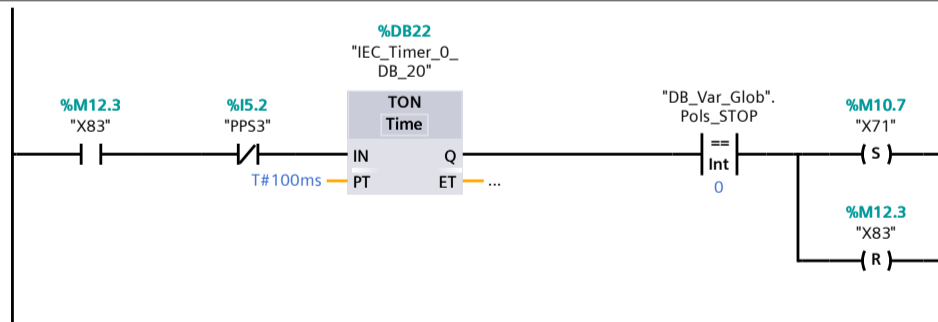 %DB22
"IEC_Timer_0_
DB_20"
%M12.3
"X83"
%I5.2
"PPS3"
TON
Time
"DB_Var_Glob".
Pols_STOP
%M10.7
"X71"
IN
Q
==
Int
S
T#100ms
PT
ET
...
0
%M12.3
"X83"
R